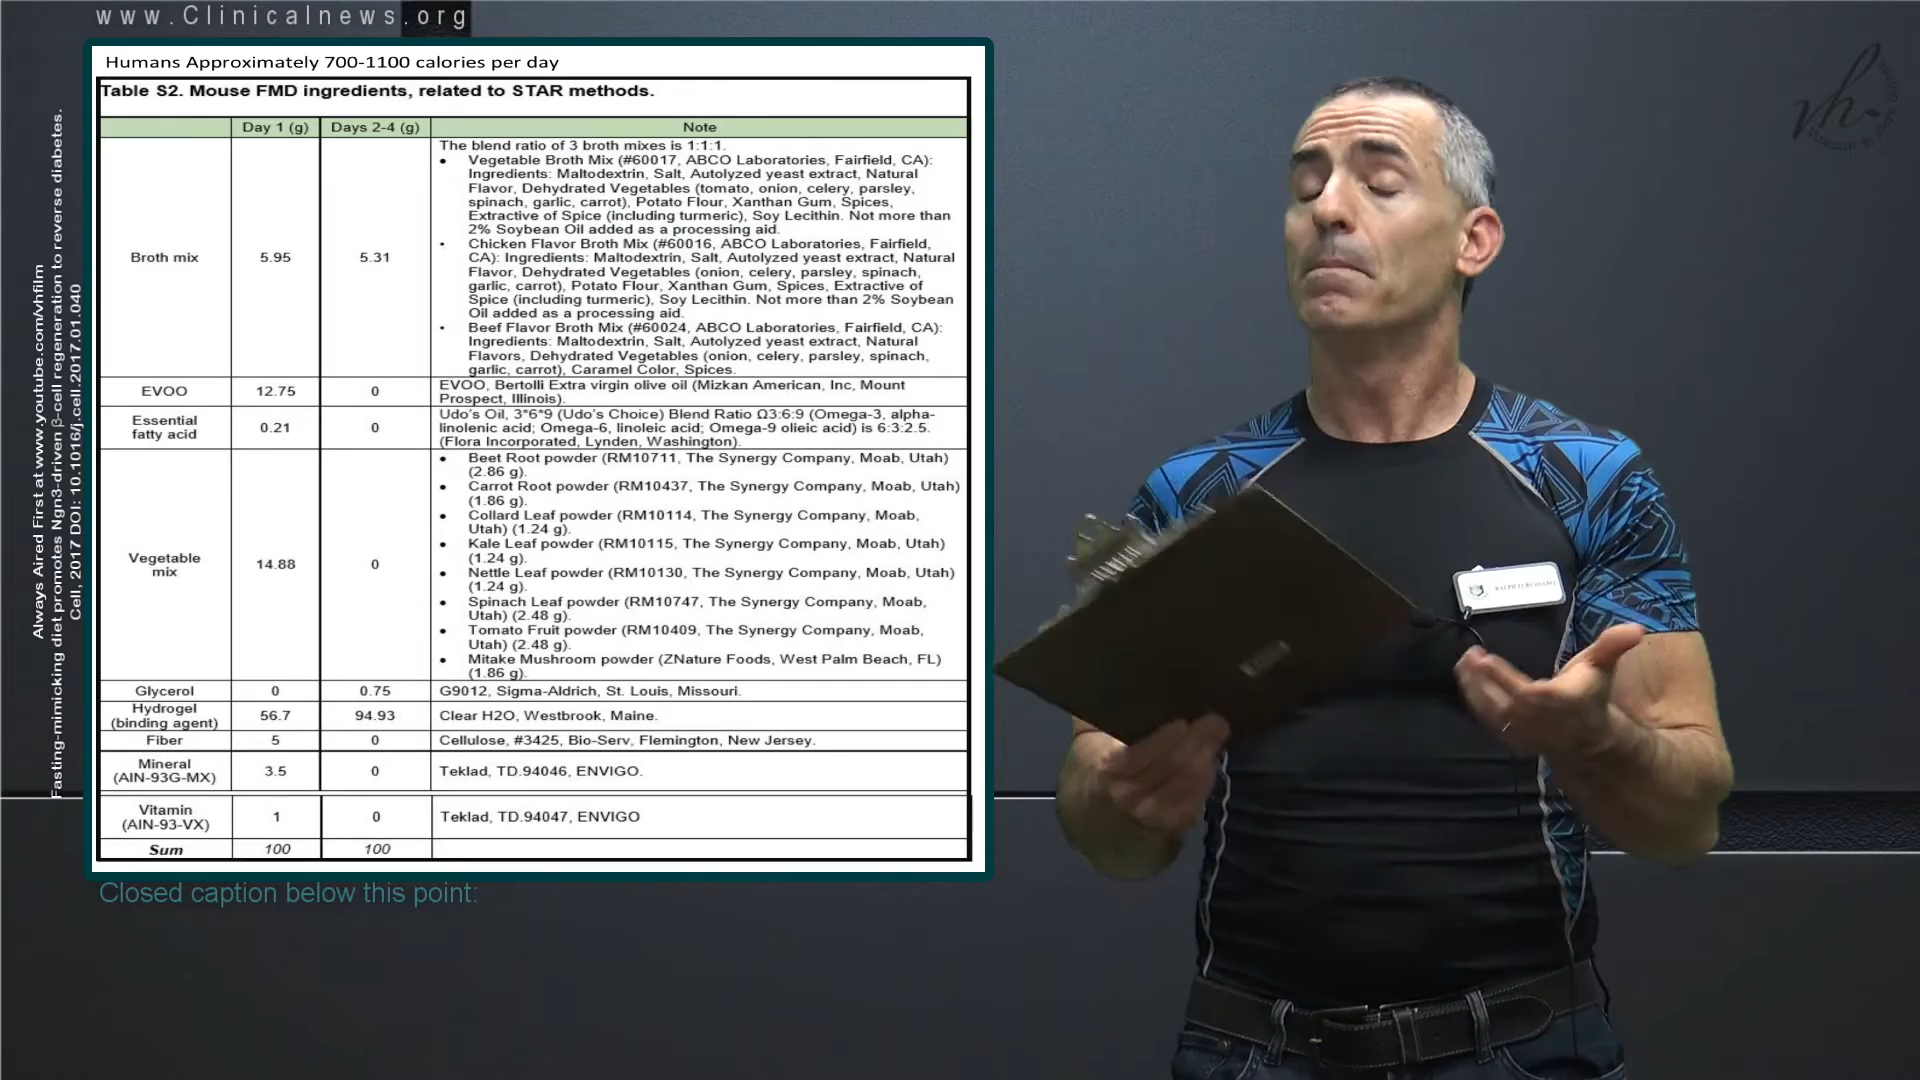 www.Clinicalnews.org
Humans Approximately 700-1100 calories per day
Table S2. Mouse FMD ingredients, related to STAR methods.
Day 1 (g) Days 2-4 (g) Note
Broth mix 5.95 5.31
The blend ratio of 3 broth mixes is 1:1:1.
• Vegetable Broth Mix (#60017, ABCO Laboratories, Fairfield, CA):
Ingredients: Maltodextrin, Salt, Autolyzed yeast extract, Natural
Flavor, Dehydrated Vegetables (tomato, onion, celery, parsley,
spinach, garlic, carrot), Potato Flour, Xanthan Gum, Spices,
Extractive of Spice (including turmeric), Soy Lecithin. Not more than
2% Soybean Oil added as a processing aid.
• Chicken Flavor Broth Mix (#60016, ABCO Laboratories, Fairfield,
CA): Ingredients: Maltodextrin, Salt, Autolyzed yeast extract, Natural
Flavor, Dehydrated Vegetables (onion, celery, parsley, spinach,
garlic, carrot), Potato Flour, Xanthan Gum, Spices, Extractive of
Spice (including turmeric), Soy Lecithin. Not more than 2% Soybean
Oil added as a processing aid.
• Beef Flavor Broth Mix (#60024, ABCO Laboratories, Fairfield, CA):
Ingredients: Maltodextrin, Salt, Autolyzed yeast extract, Natural
Flavors, Dehydrated Vegetables (onion, celery, parsley, spinach,
garlic, carrot), Caramel Color, Spices.
EVOO 12.75 0
EVOO, Bertolli Extra virgin olive oil (Mizkan American, Inc, Mount
Prospect, Illinois).
Essential
fatty acid 0.21 0
Udo's Oil, 3*6*9 (Udo's Choice) Blend Ratio Ω3:6:9 (Omega-3, alpha-
linolenic acid; Omega-6, linoleic acid; Omega-9 olieic acid) is 6:3:2.5.
(Flora Incorporated, Lynden, Washington).
Vegetable
mix 14.88 0
• Beet Root powder (RM10711, The Synergy Company, Moab, Utah)
(2.86 g).
• Carrot Root powder (RM10437, The Synergy Company, Moab, Utah)
(1.86 g).
• Collard Leaf powder (RM10114, The Synergy Company, Moab,
Utah) (1.24 g).
• Kale Leaf powder (RM10115, The Synergy Company, Moab, Utah)
(1.24 g).
• Nettle Leaf powder (RM10130, The Synergy Company, Moab, Utah)
(1.24 g).
• Spinach Leaf powder (RM10747, The Synergy Company, Moab,
Utah) (2.48 g).
• Tomato Fruit powder (RM10409, The Synergy Company, Moab,
Utah) (2.48 g).
• Mitake Mushroom powder (ZNature Foods, West Palm Beach, FL)
(1.86 g).
Glycerol 0 0.75 G9012, Sigma-Aldrich, St. Louis, Missouri.
Hydrogel
(binding agent) 56.7 94.93 Clear H2O, Westbrook, Maine.
Fiber 5 0 Cellulose, #3425, Bio-Serv, Flemington, New Jersey.
Mineral
(AIN-93G-MX) 3.5 0 Teklad, TD.94046, ENVIGO.
Vitamin
(AIN-93-VX) 1 0 Teklad, TD.94047, ENVIGO
Sum 100 100
Closed caption below this point:
Always Aired First at www.youtube.com/vhfilm
Fasting-mimicking diet promotes Ngn3-driven β-cell regeneration to reverse diabetes.
Cell, 2017 DOI: 10.1016/j.cell.2017.01.040
vh